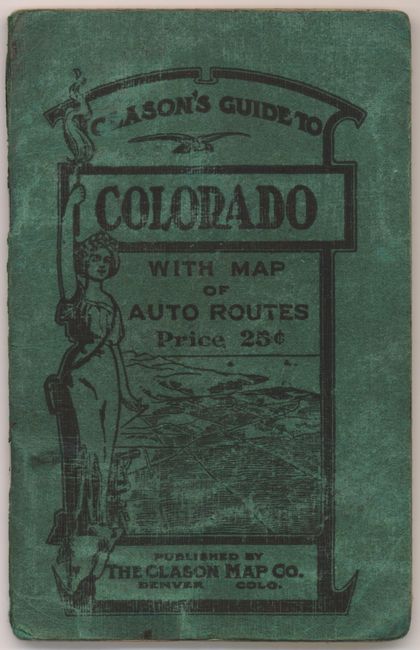 CLASON'S GUIDE TO
COLORADO
WITH MAP
OF
AUTO ROUTES
Price 25¢
PUBLISHED BY
THE CLASON MAP CO.
DENVER COLO.